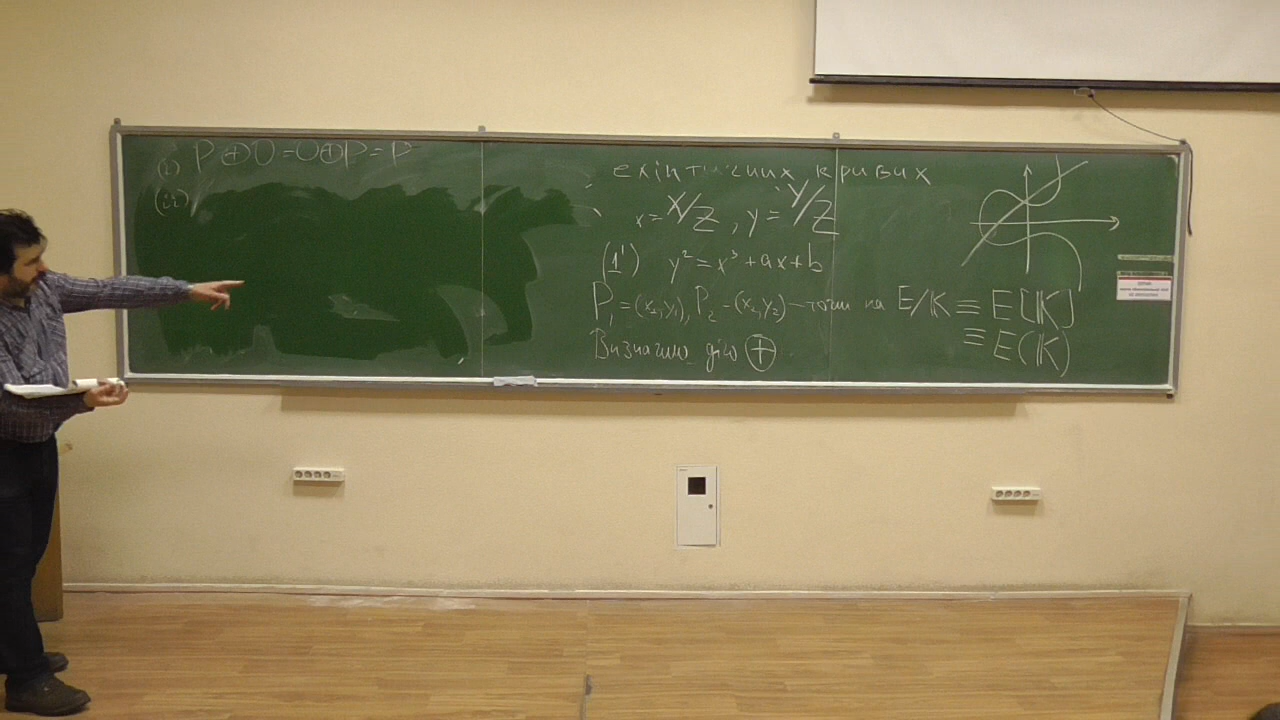 (i) P ⊕ O = O ⊕ P = P
(ii)
еліптичних кривих
x = X/Z, y = Y/Z
(1') y² = x³ + ax + b
P₁ = (x₁, y₁), P₂ = (x₂, y₂) – точки на E/K ≡ E[K]
≡ E(K)
Визначимо дію ⊕